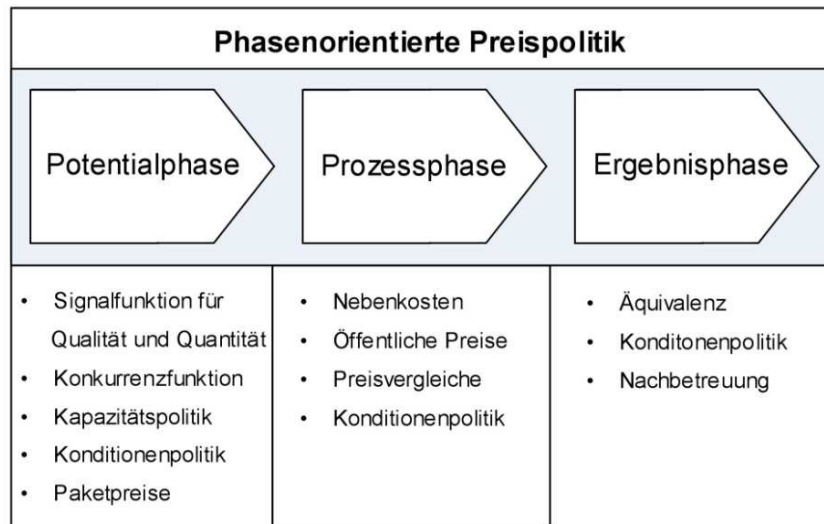 Phasenorientierte Preispolitik
Potentialphase
Prozessphase
Ergebnisphase
• Signalfunktion für
Qualität und Quantität
• Konkurrenzfunktion
• Kapazitätspolitik
• Konditionenpolitik
• Paketpreise
• Nebenkosten
• Öffentliche Preise
• Preisvergleiche
• Konditionenpolitik
• Äquivalenz
• Konditonenpolitik
• Nachbetreuung